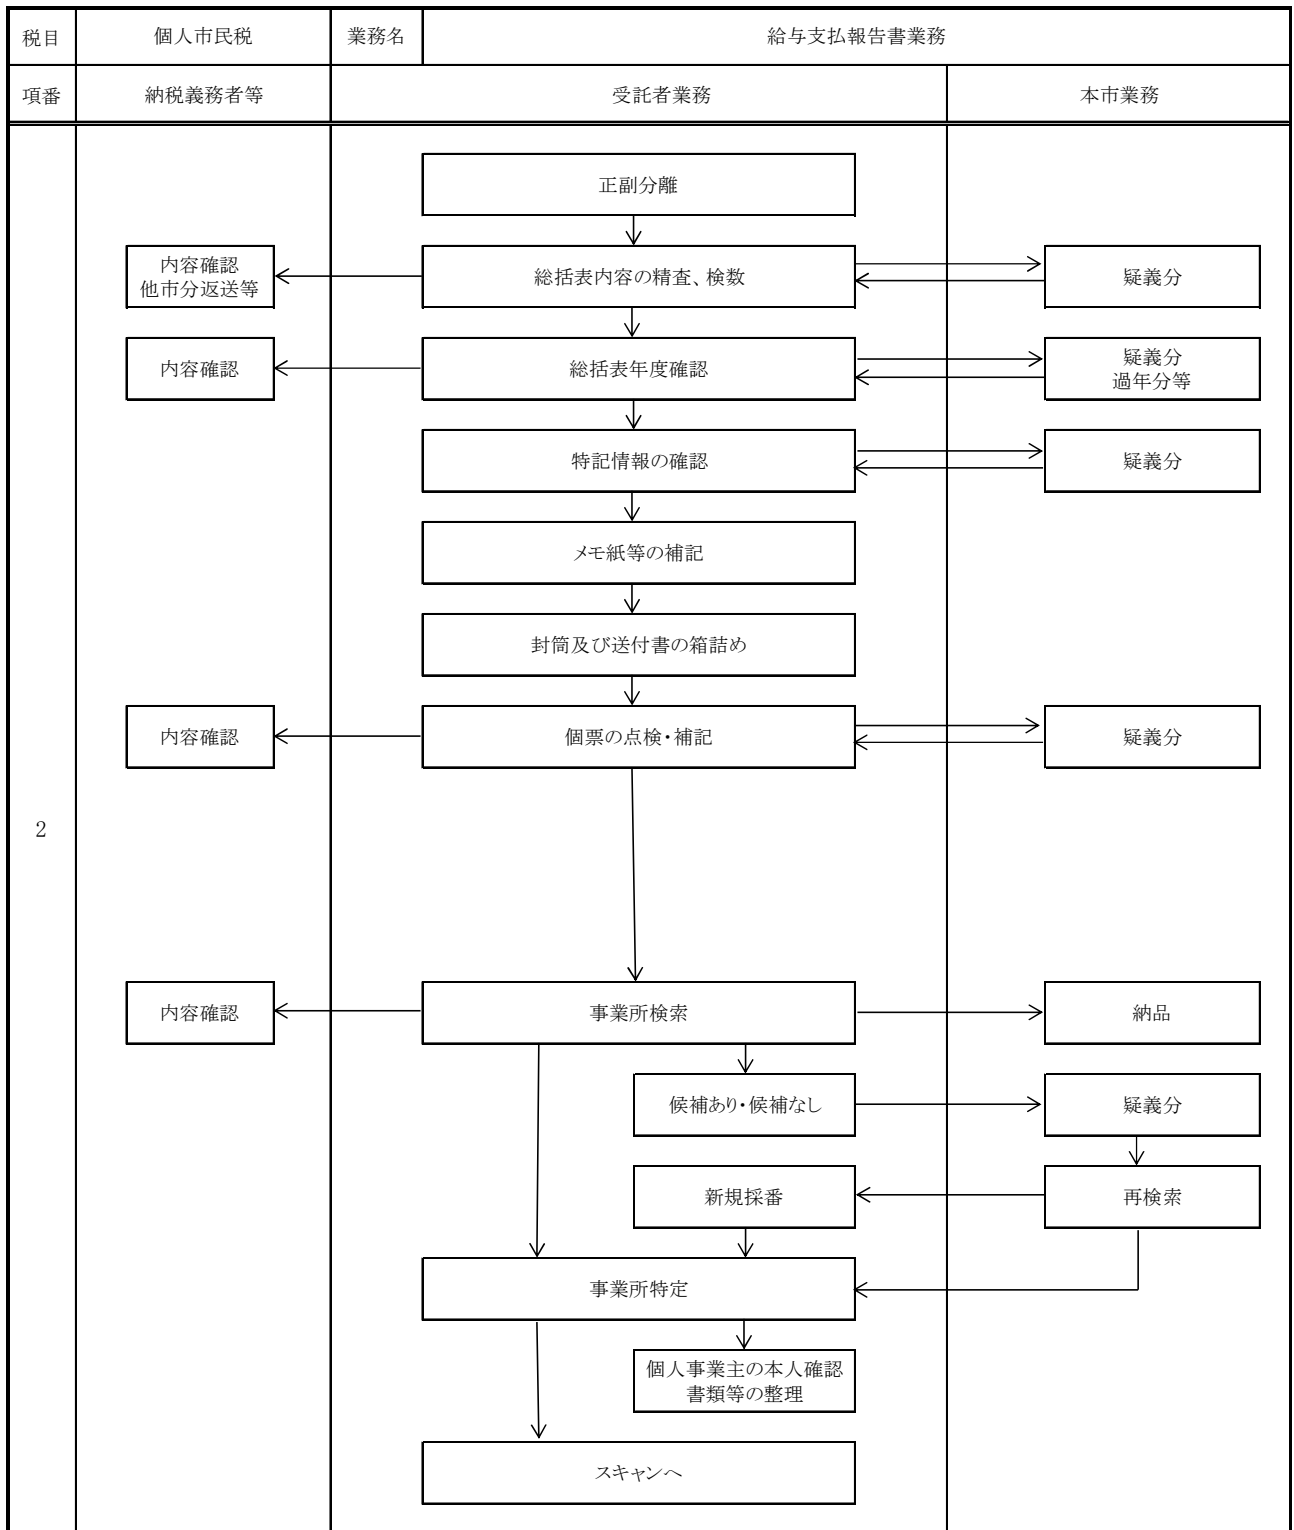 税目 個人市民税 業務名 給与支払報告書業務
項番 納税義務者等 受託者業務 本市業務
正副分離
内容確認
他市分返送等
総括表内容の精査、検数
疑義分
内容確認
総括表年度確認
疑義分
過年分等
特記情報の確認
疑義分
メモ紙等の補記
封筒及び送付書の箱詰め
内容確認
個票の点検・補記
疑義分
2
内容確認
事業所検索
納品
候補あり・候補なし
疑義分
新規採番
再検索
事業所特定
個人事業主の本人確認
書類等の整理
スキャンへ